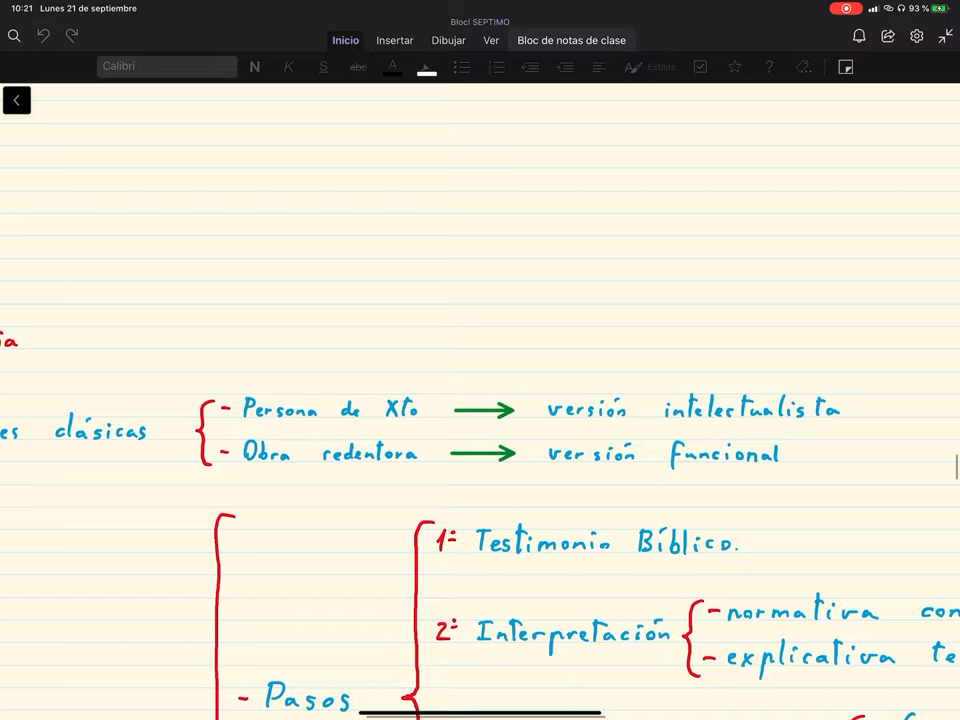 10:21 Lunes 21 de septiembre
93 %
Blocl SEPTIMO
Inicio Insertar Dibujar Ver Bloc de notas de clase
Calibri N K S abc A Estilos
ía
es clásicas
- Persona de Xto → versión intelectualista
- Obra redentora → versión funcional
1º Testimonio Bíblico.
2º Interpretación
- normativa con
- explicativa te
- Pasos